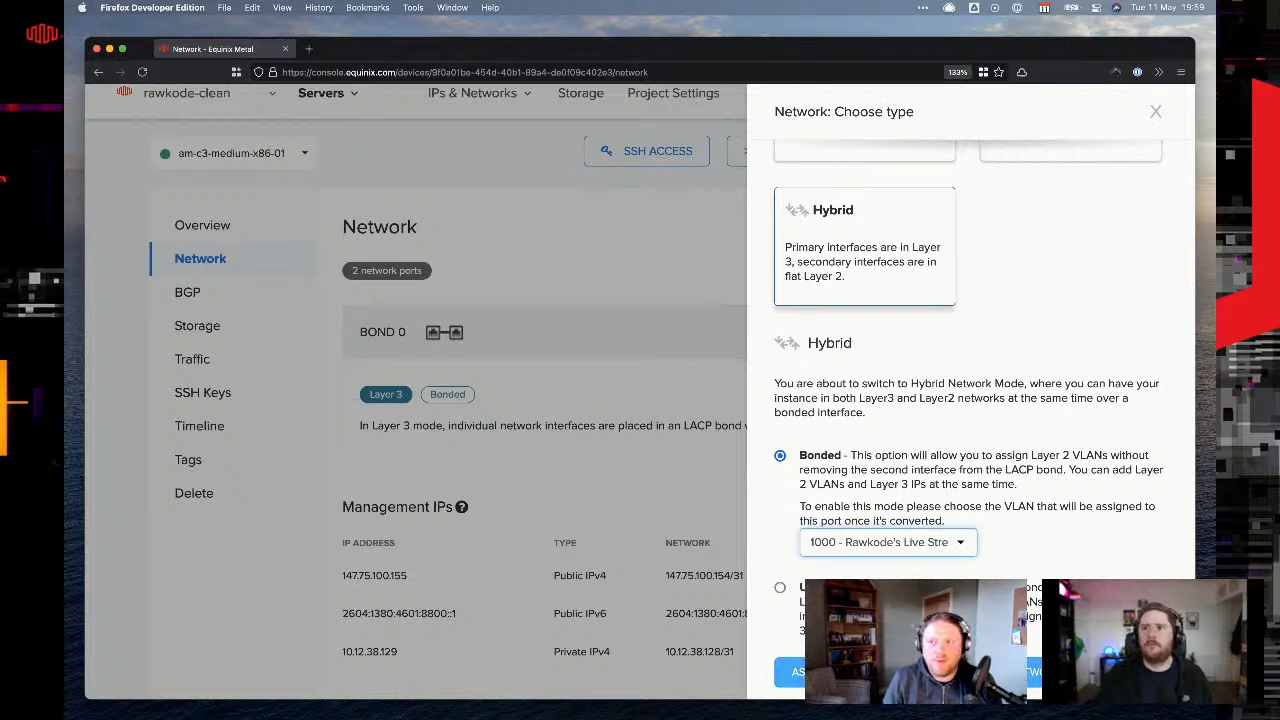 Firefox Developer Edition File Edit View History Bookmarks Tools Window Help
Tue 11 May 19:59
Network - Equinix Metal
https://console.equinix.com/devices/9f0a01be-454d-40b1-89a4-de0f09c402e3/network
133%
rawkode-clean
Servers
IPs & Networks
Storage
Project Settings
am-c3-medium-x86-01
SSH ACCESS
Overview
Network
BGP
Storage
Traffic
SSH Keys
Timeline
Tags
Delete
Network
2 network ports
BOND 0
Layer 3
Bonded
In Layer 3 mode, individual network interfaces are placed in an LACP bond
Management IPs
IP ADDRESS TYPE NETWORK
147.75.100.155 Public IPv4 147.75.100.154/31
2604:1380:4601:8800::1 Public IPv6 2604:1380:4601:8
10.12.38.129 Private IPv4 10.12.38.128/31
Network: Choose type
X
Hybrid
Primary interfaces are in Layer
3, secondary interfaces are in
flat Layer 2.
Hybrid
You are about to switch to Hybrid Network Mode, where you can have your
instance in both Layer3 and Layer2 networks at the same time over a
bonded interface.
Bonded - This option will allow you to assign Layer 2 VLANs without
removing the second interface from the LACP bond. You can add Layer
2 VLANs and Layer 3 IPs at the same time.
To enable this mode please choose the VLAN that will be assigned to
this port once it's converted.
1000 - Rawkode's Live Stre